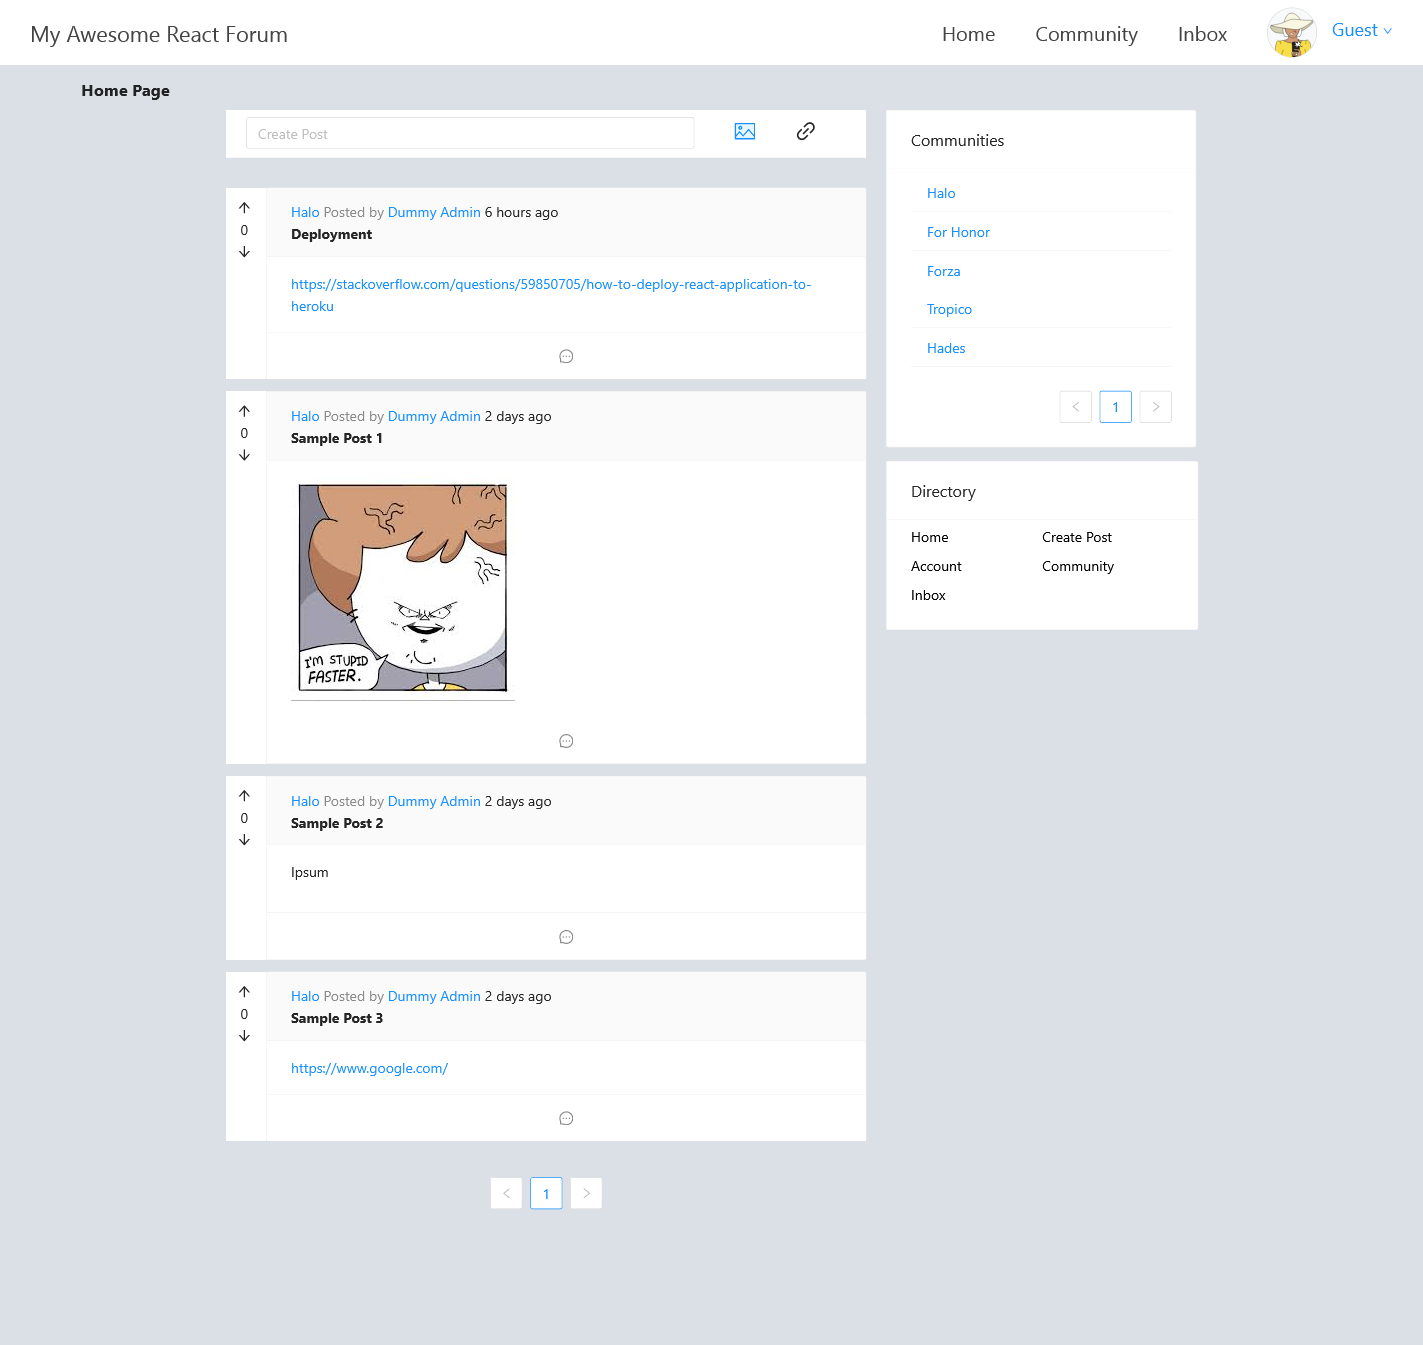 My Awesome React Forum
Home
Community
Inbox
Guest
Home Page
Create Post
Halo Posted by Dummy Admin 6 hours ago
Deployment
0
https://stackoverflow.com/questions/59850705/how-to-deploy-react-application-to-
heroku
Halo Posted by Dummy Admin 2 days ago
Sample Post 1
0
I'M STUPID
FASTER.
Halo Posted by Dummy Admin 2 days ago
Sample Post 2
0
Ipsum
Halo Posted by Dummy Admin 2 days ago
Sample Post 3
0
https://www.google.com/
1
Communities
Halo
For Honor
Forza
Tropico
Hades
1
Directory
Home
Create Post
Account
Community
Inbox